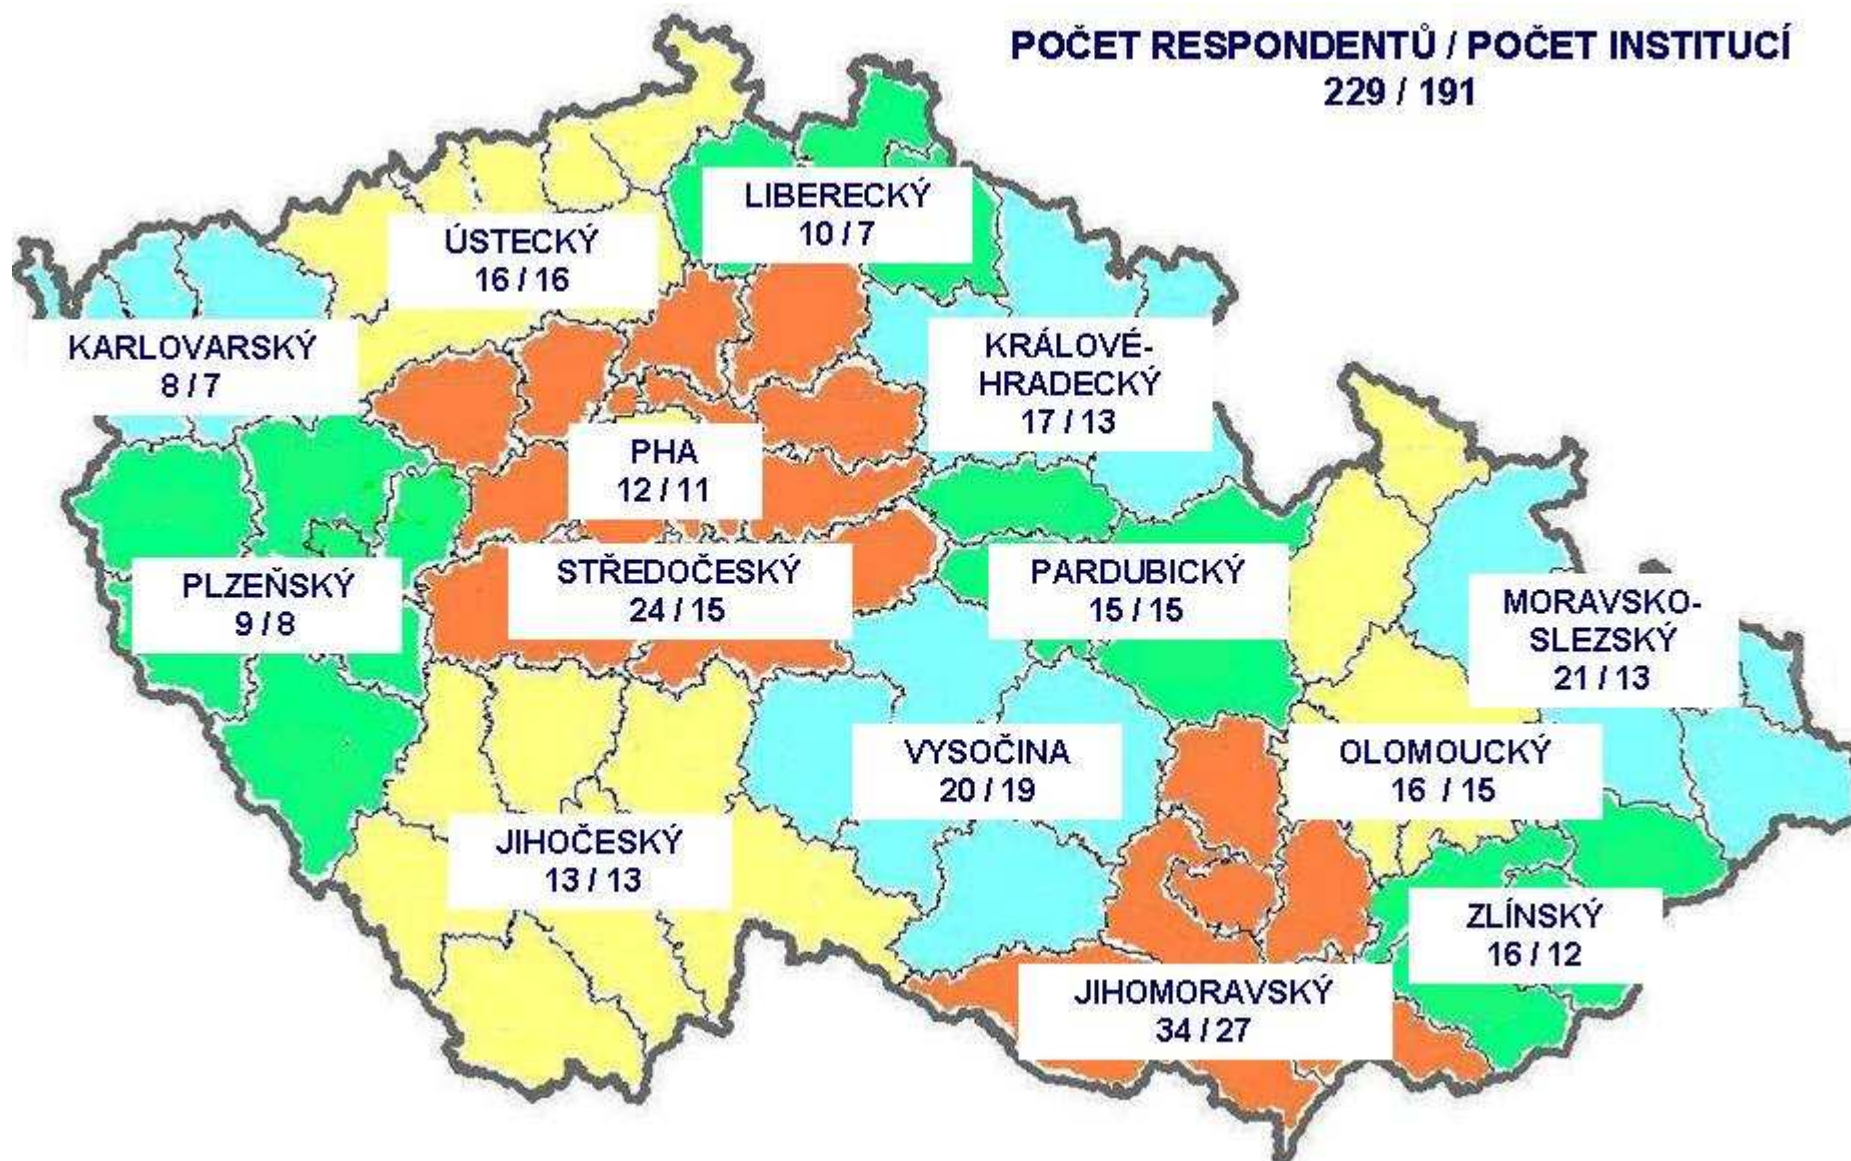 POČET RESPONDENTŮ / POČET INSTITUCÍ
229 / 191
LIBERECKÝ
10 / 7
ÚSTECKÝ
16 / 16
KARLOVARSKÝ
8 / 7
KRÁLOVÉ-
HRADECKÝ
17 / 13
PHA
12 / 11
PLZEŇSKÝ
9 / 8
STŘEDOČESKÝ
24 / 15
PARDUBICKÝ
15 / 15
MORAVSKO-
SLEZSKÝ
21 / 13
VYSOČINA
20 / 19
OLOMOUCKÝ
16 / 15
JIHOČESKÝ
13 / 13
ZLÍNSKÝ
16 / 12
JIHOMORAVSKÝ
34 / 27